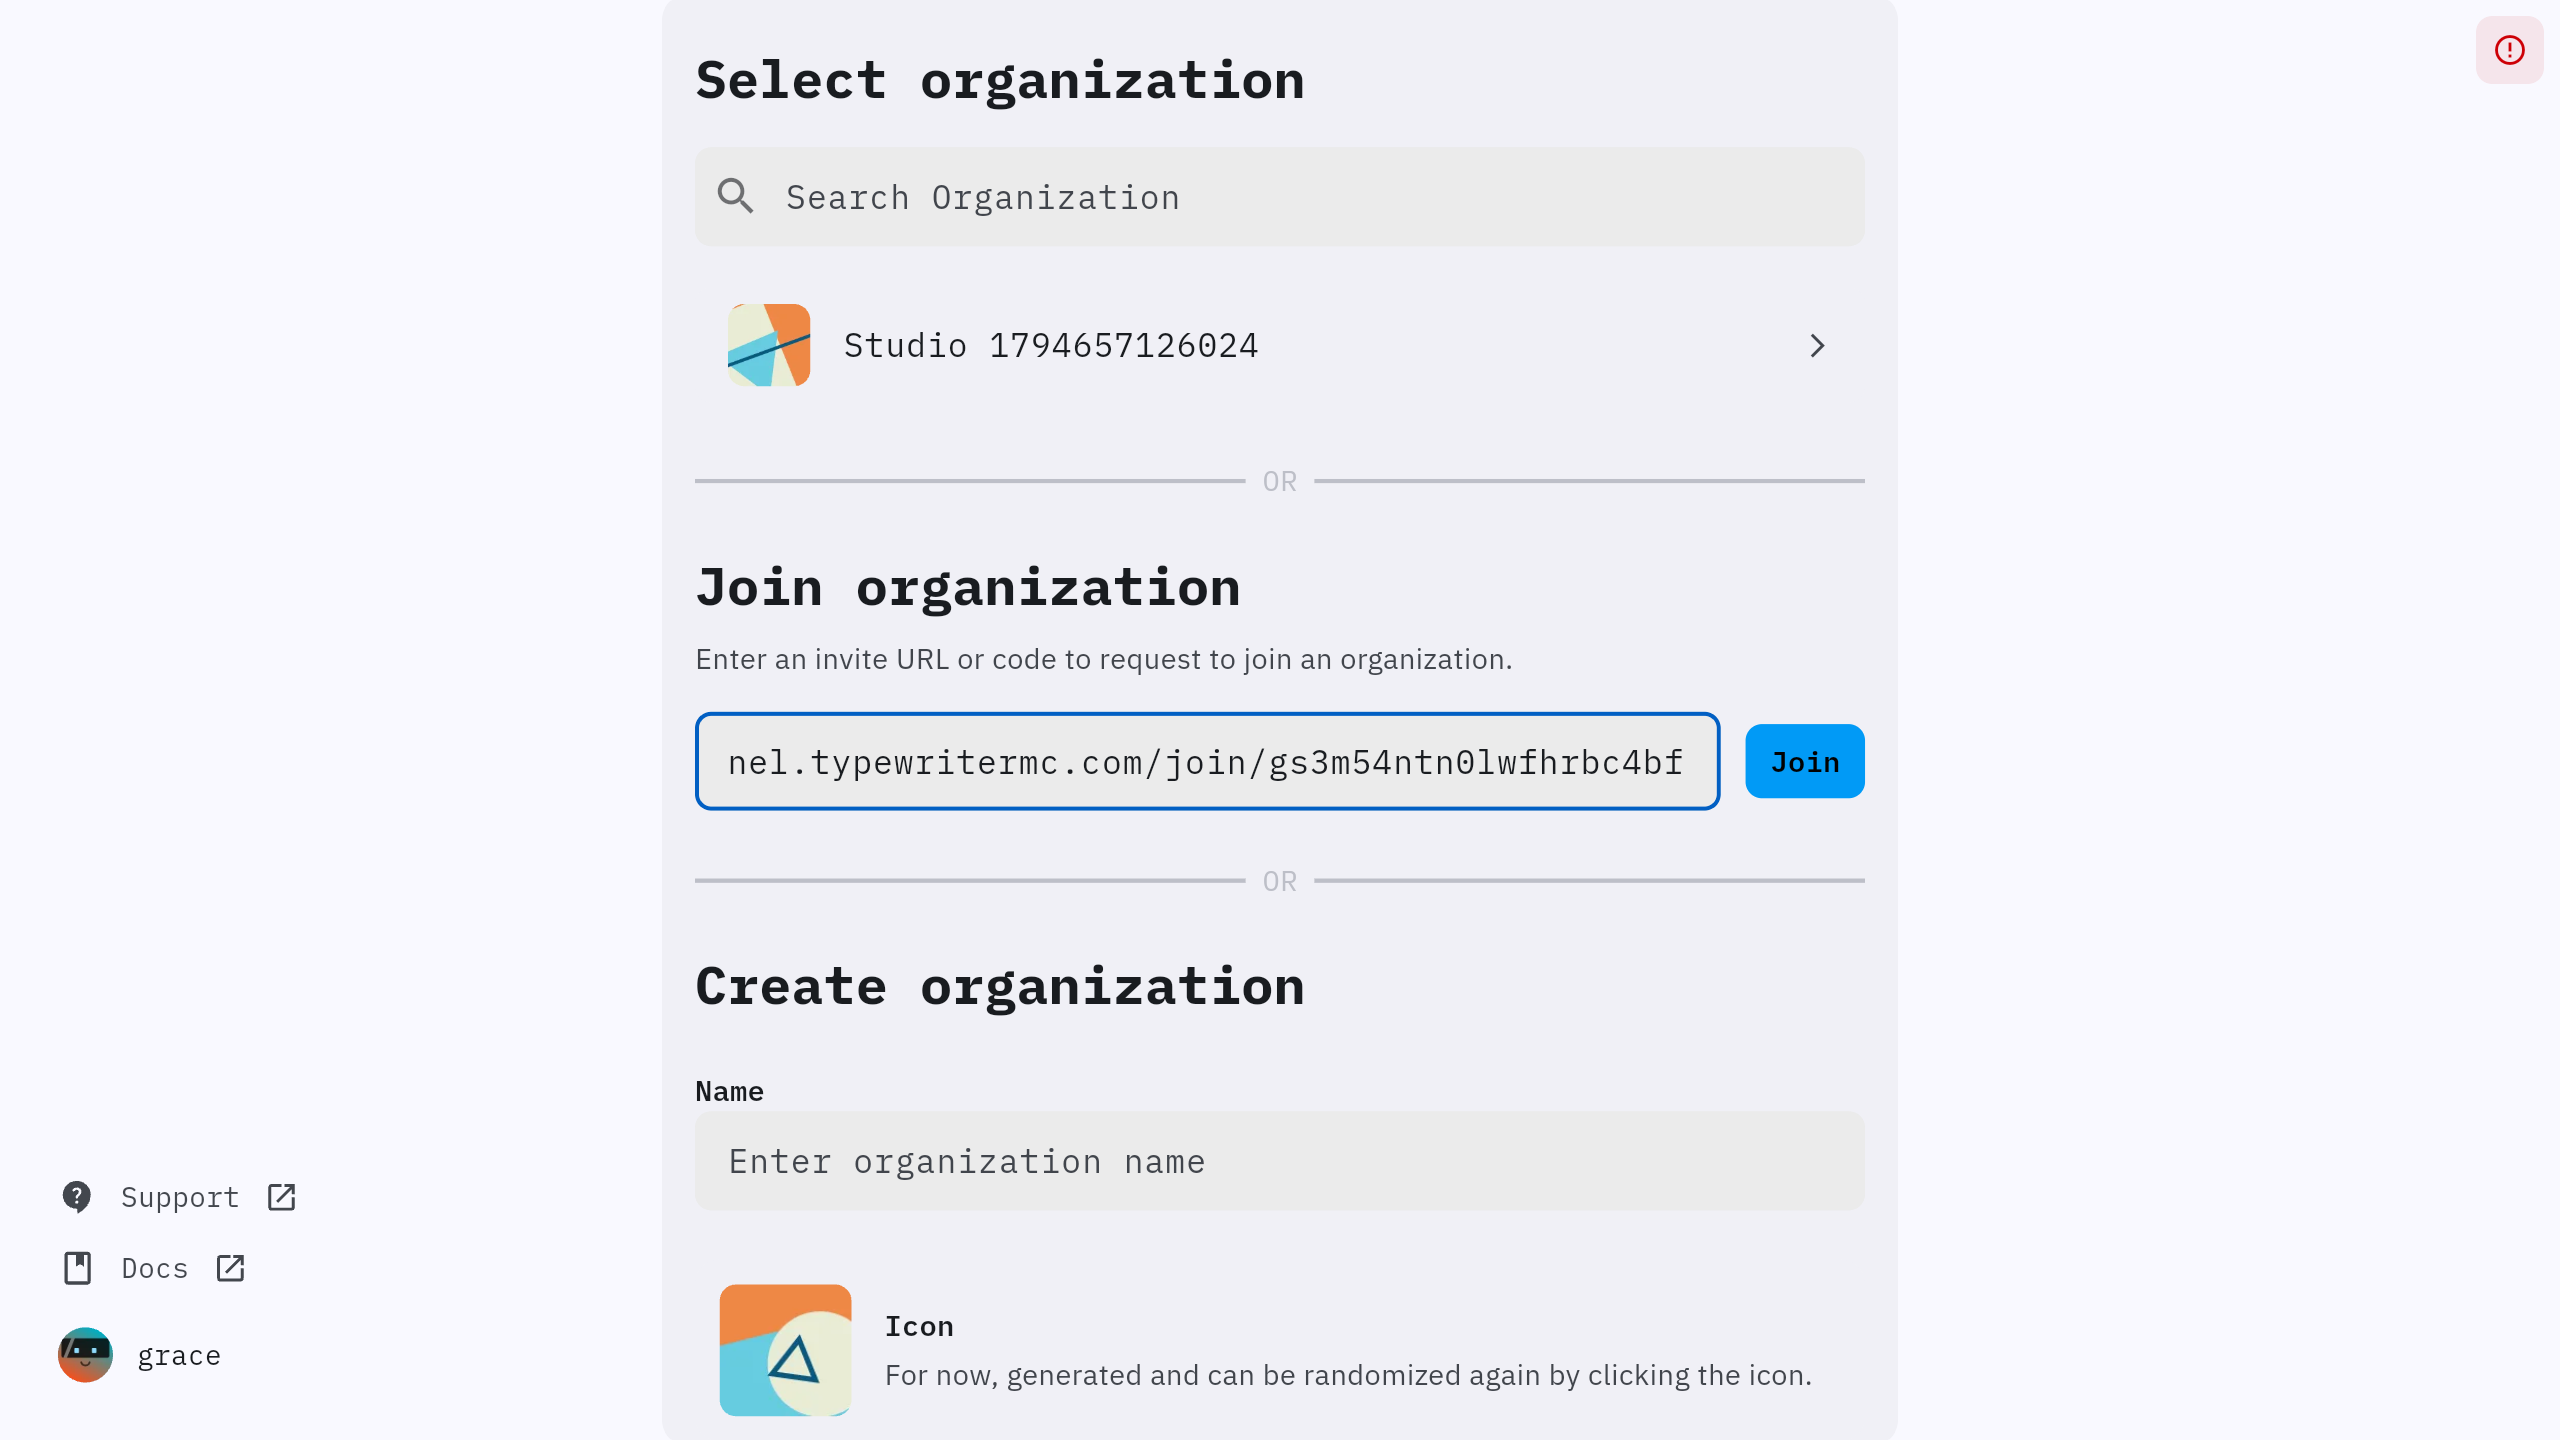 Select organization
Search Organization
Studio 1794657126024
OR
Join organization
Enter an invite URL or code to request to join an organization.
nel.typewritermc.com/join/gs3m54ntn0lwfhrbc4bf
Join
OR
Create organization
Name
Enter organization name
Icon
For now, generated and can be randomized again by clicking the icon.
Support
Docs
grace